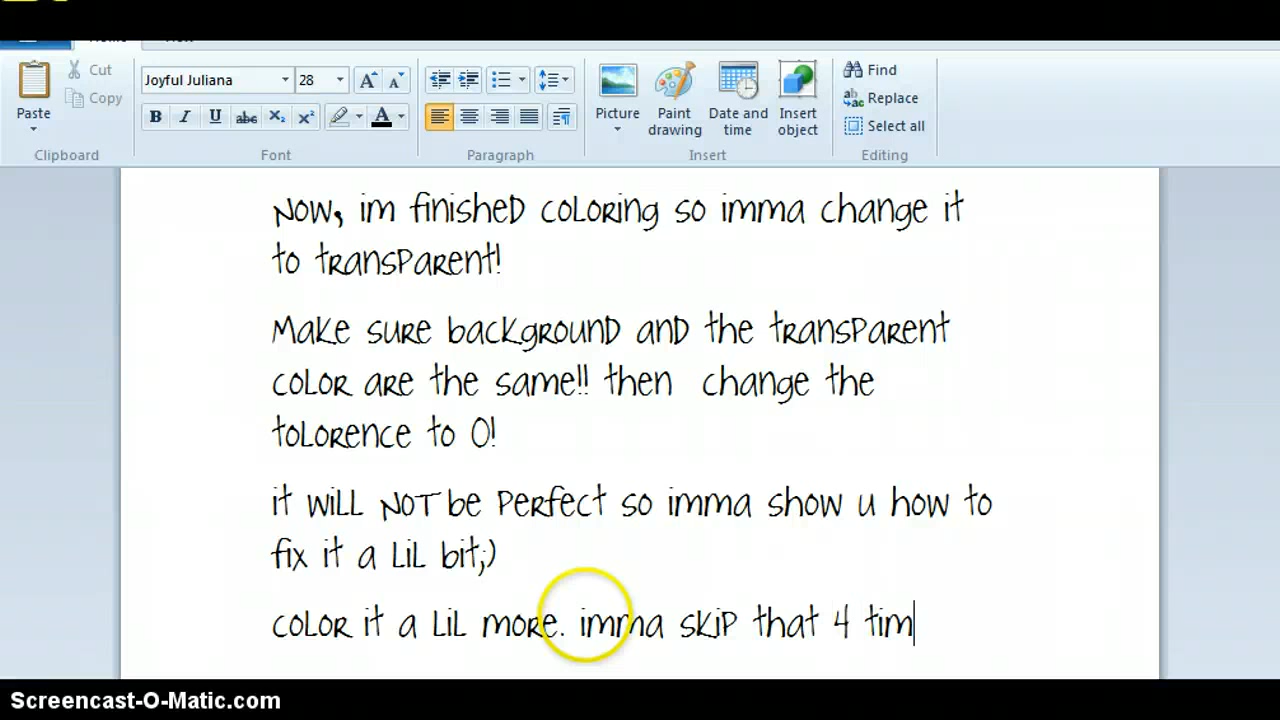 Cut
Copy
Paste
Clipboard
Joyful Juliana 28
Font
Paragraph
Picture
Paint drawing
Date and time
Insert object
Insert
Find
Replace
Select all
Editing
Now, im finished coloring so imma change it
to transparent!
Make sure background and the transparent
color are the same!! then change the
tolorence to 0!
it will NOT be perfect so imma show u how to
fix it a lil bit;)
color it a lil more. imma skip that 4 tim
Screencast-O-Matic.com